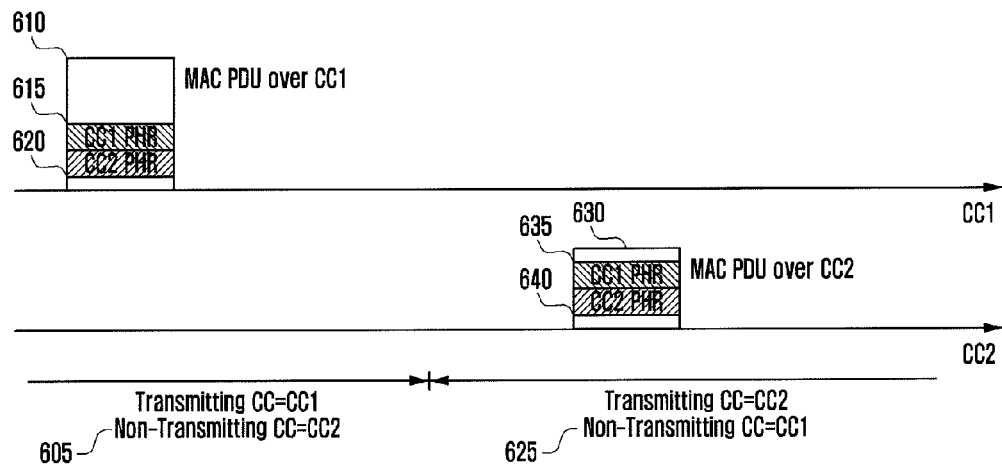 610
MAC PDU over CC1
615
CC1 PHR
620
CC2 PHR
CC1
630
635
MAC PDU over CC2
CC1 PHR
640
CC2 PHR
CC2
Transmitting CC=CC1
Non-Transmitting CC=CC2
605
Transmitting CC=CC2
Non-Transmitting CC=CC1
625